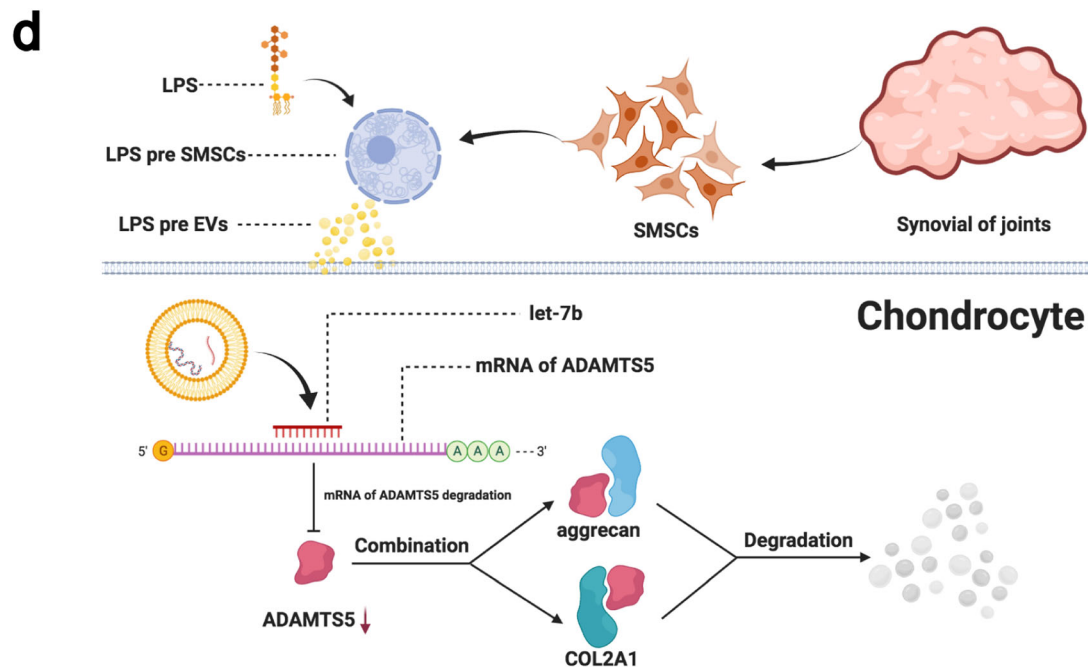 d
LPS
LPS pre SMSCs
LPS pre EVs
SMSCs
Synovial of joints
Chondrocyte
let-7b
mRNA of ADAMTS5
5' G A A A 3'
mRNA of ADAMTS5 degradation
Combination
aggrecan
Degradation
ADAMTS5
COL2A1